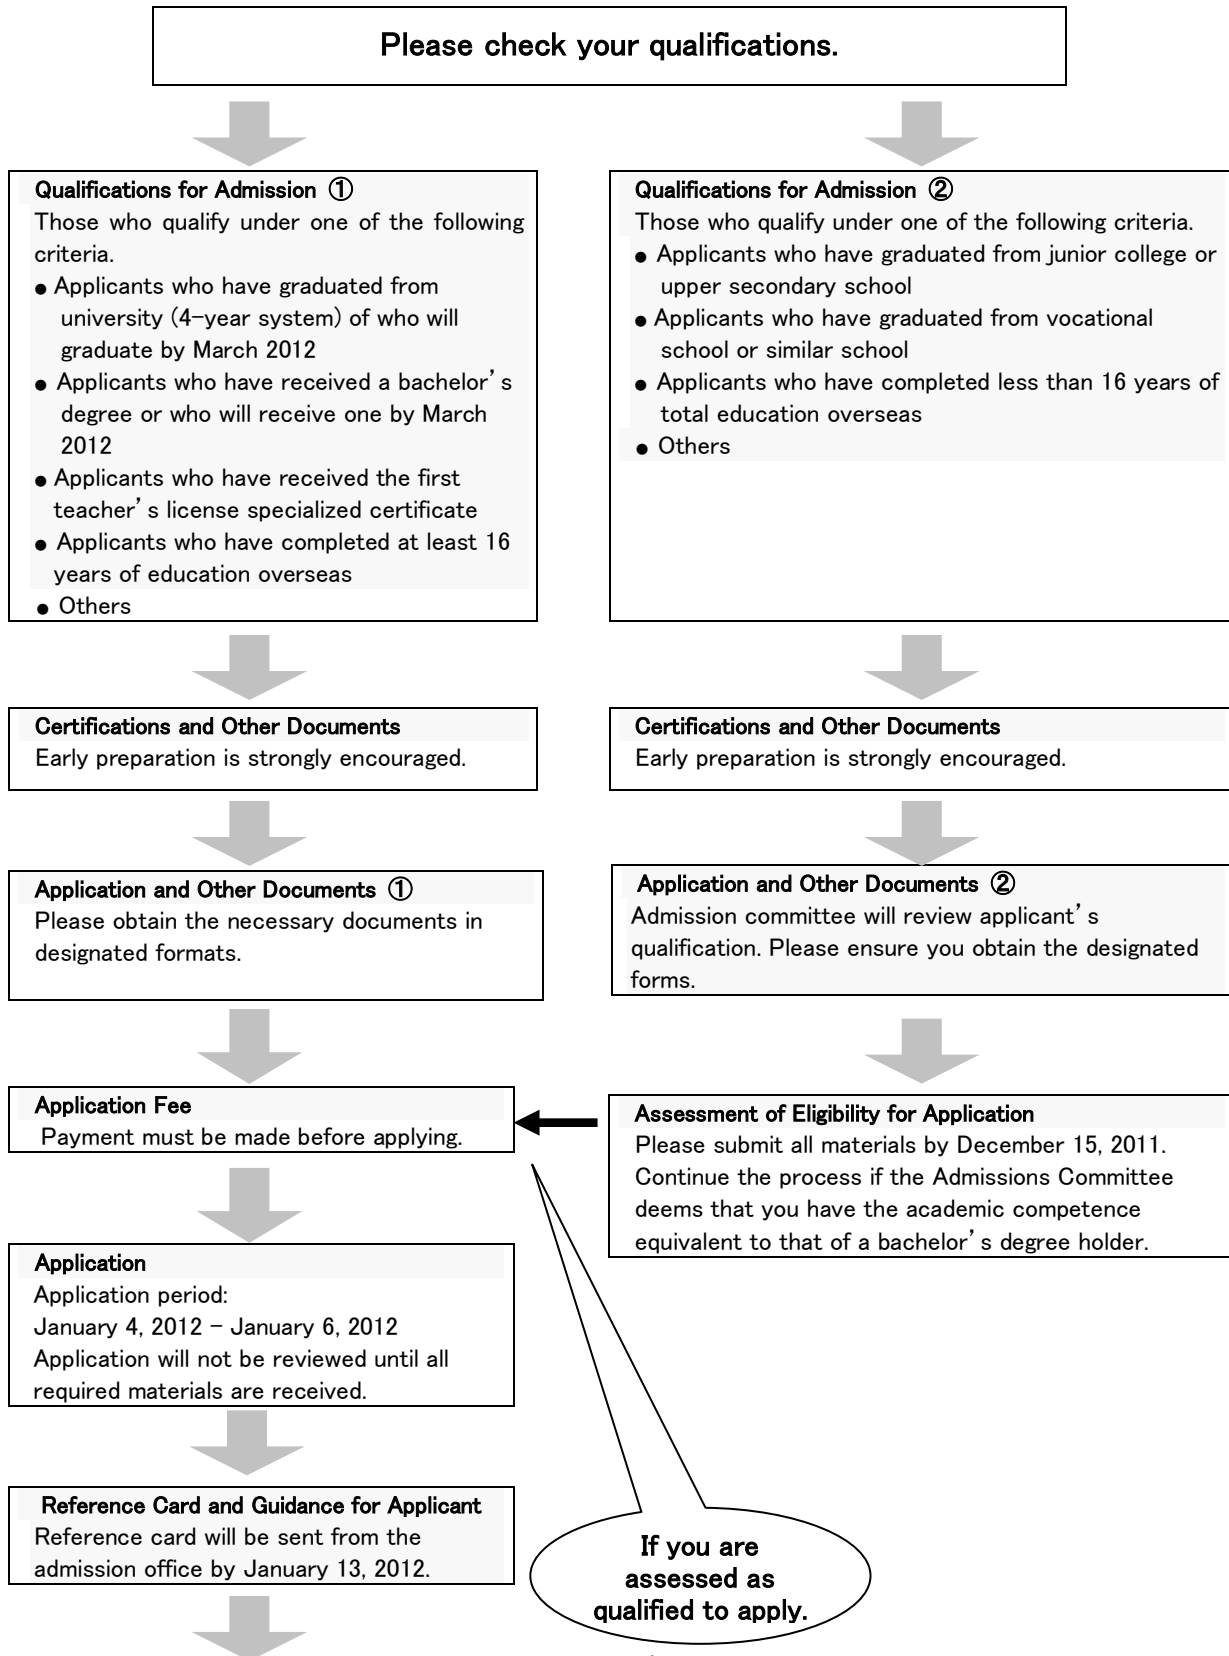 Please check your qualifications.
Qualifications for Admission ①
Those who qualify under one of the following
criteria.
● Applicants who have graduated from
university (4-year system) of who will
graduate by March 2012
● Applicants who have received a bachelor's
degree or who will receive one by March
2012
● Applicants who have received the first
teacher's license specialized certificate
● Applicants who have completed at least 16
years of education overseas
● Others
Qualifications for Admission ②
Those who qualify under one of the following criteria.
● Applicants who have graduated from junior college or
upper secondary school
● Applicants who have graduated from vocational
school or similar school
● Applicants who have completed less than 16 years of
total education overseas
● Others
Certifications and Other Documents
Early preparation is strongly encouraged.
Certifications and Other Documents
Early preparation is strongly encouraged.
Application and Other Documents ①
Please obtain the necessary documents in
designated formats.
Application and Other Documents ②
Admission committee will review applicant's
qualification. Please ensure you obtain the designated
forms.
Application Fee
Payment must be made before applying.
Assessment of Eligibility for Application
Please submit all materials by December 15, 2011.
Continue the process if the Admissions Committee
deems that you have the academic competence
equivalent to that of a bachelor's degree holder.
Application
Application period:
January 4, 2012 – January 6, 2012
Application will not be reviewed until all
required materials are received.
Reference Card and Guidance for Applicant
Reference card will be sent from the
admission office by January 13, 2012.
If you are
assessed as
qualified to apply.